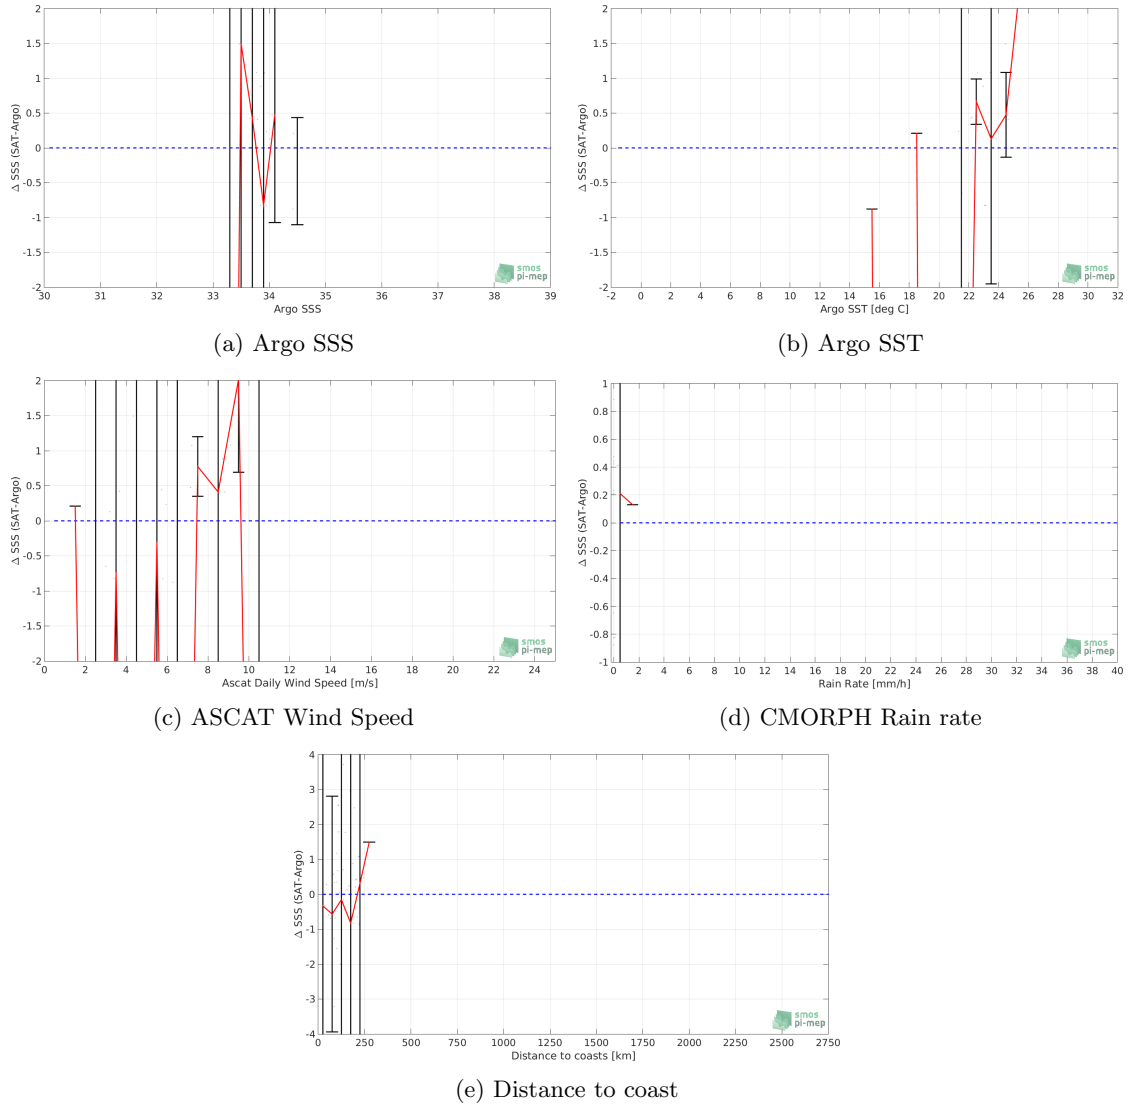 2
1.5
1
0.5
0
-0.5
-1
-1.5
-2
Δ SSS (SAT-Argo)
30 31 32 33 34 35 36 37 38 39
Argo SSS
smos
pi-mep
(a) Argo SSS
2
1.5
1
0.5
0
-0.5
-1
-1.5
-2
Δ SSS (SAT-Argo)
-2 0 2 4 6 8 10 12 14 16 18 20 22 24 26 28 30 32
Argo SST [deg C]
smos
pi-mep
(b) Argo SST
2
1.5
1
0.5
0
-0.5
-1
-1.5
-2
Δ SSS (SAT-Argo)
0 2 4 6 8 10 12 14 16 18 20 22 24
Ascat Daily Wind Speed [m/s]
smos
pi-mep
(c) ASCAT Wind Speed
1
0.8
0.6
0.4
0.2
0
-0.2
-0.4
-0.6
-0.8
-1
Δ SSS (SAT-Argo)
0 2 4 6 8 10 12 14 16 18 20 22 24 26 28 30 32 34 36 38 40
Rain Rate [mm/h]
smos
pi-mep
(d) CMORPH Rain rate
4
3
2
1
0
-1
-2
-3
-4
Δ SSS (SAT-Argo)
0 250 500 750 1000 1250 1500 1750 2000 2250 2500 2750
Distance to coasts [km]
smos
pi-mep
(e) Distance to coast